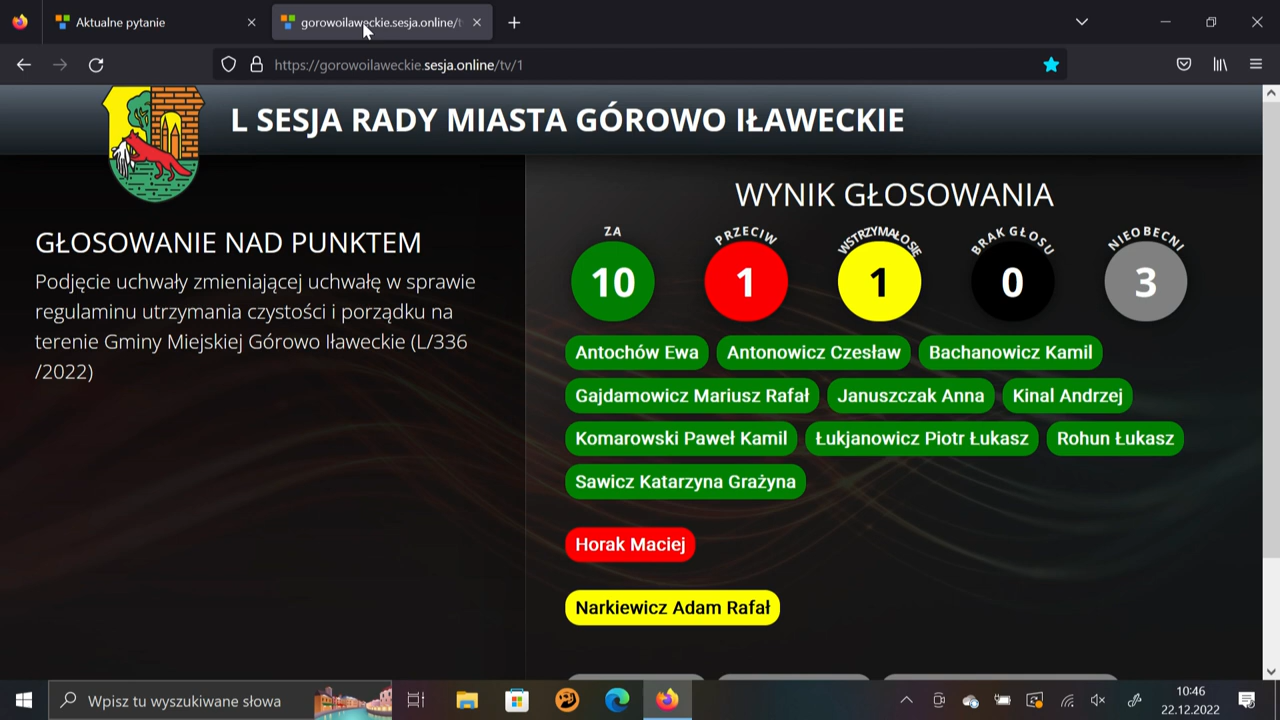 Aktualne pytanie
gorowoilaweckie.sesja.online/tv
https://gorowoilaweckie.sesja.online/tv/1
L SESJA RADY MIASTA GÓROWO IŁAWECKIE
GŁOSOWANIE NAD PUNKTEM
Podjęcie uchwały zmieniającej uchwałę w sprawie
regulaminu utrzymania czystości i porządku na
terenie Gminy Miejskiej Górowo Iławeckie (L/336
/2022)
WYNIK GŁOSOWANIA
ZA PRZECIW WSTRZYMAŁO SIĘ BRAK GŁOSU NIEOBECNI
10 1 1 0 3
Antochów Ewa Antonowicz Czesław Bachanowicz Kamil
Gajdamowicz Mariusz Rafał Januszczak Anna Kinal Andrzej
Komarowski Paweł Kamil Łukjanowicz Piotr Łukasz Rohun Łukasz
Sawicz Katarzyna Grażyna
Horak Maciej
Narkiewicz Adam Rafał
Wpisz tu wyszukiwane słowa
10:46
22.12.2022